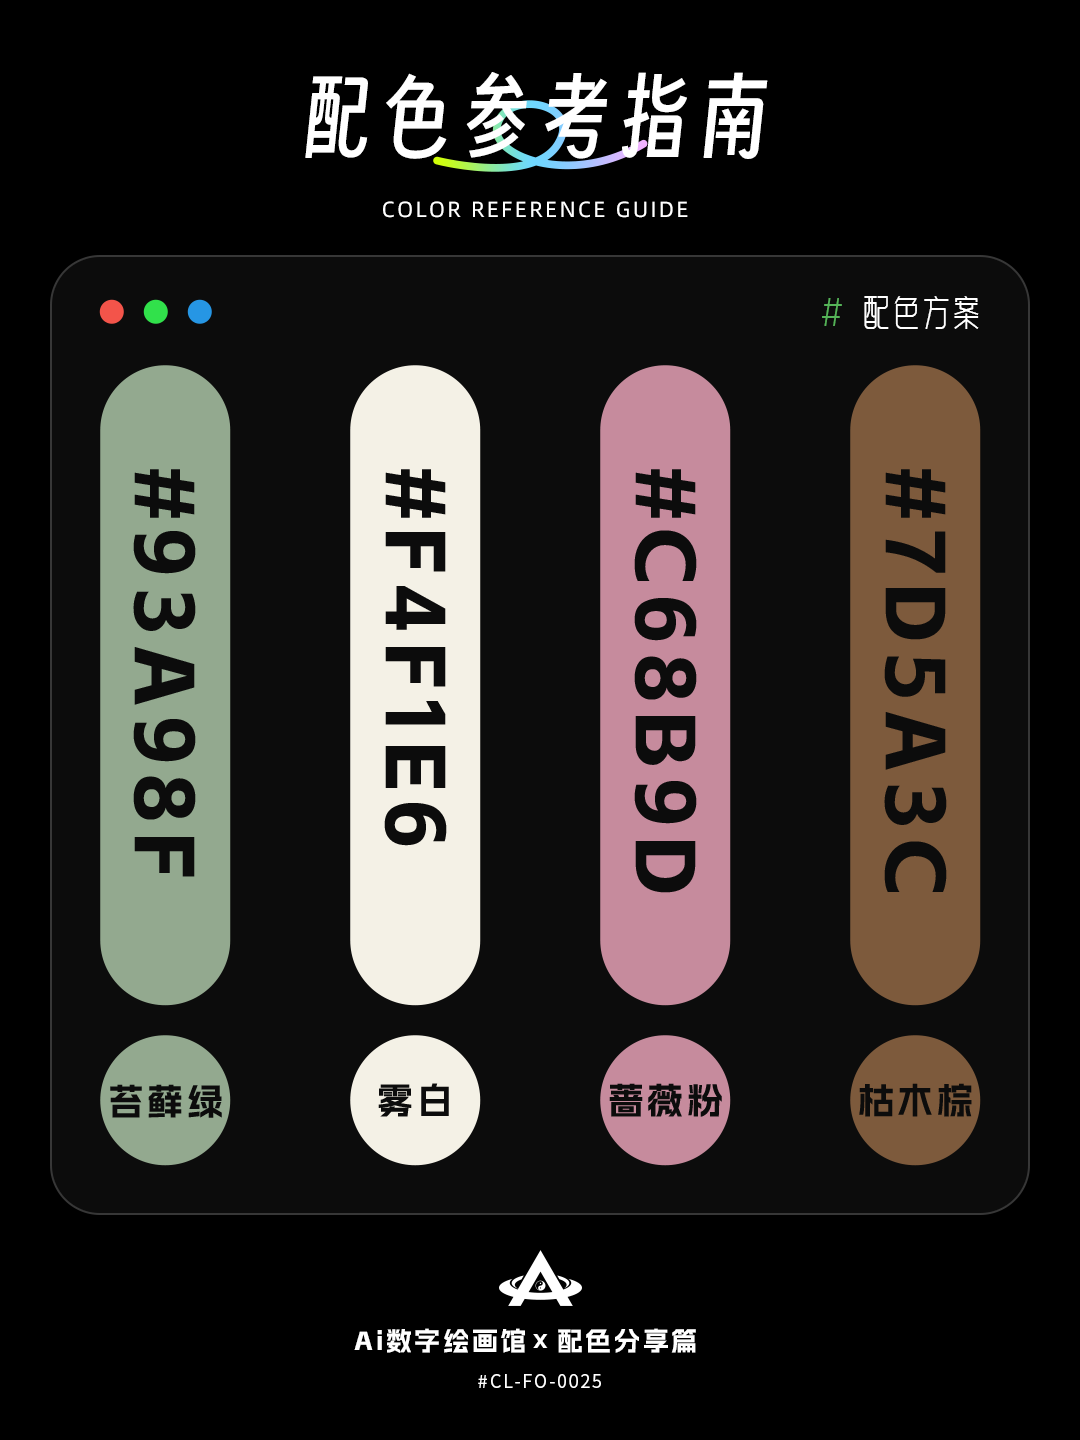 配色参考指南
COLOR REFERENCE GUIDE
# 配色方案
#93A98F
#F4F1E6
#C68B9D
#7D5A3C
苔藓绿
雾白
蔷薇粉
枯木棕
Ai数字绘画馆 x 配色分享篇
#CL-FO-0025